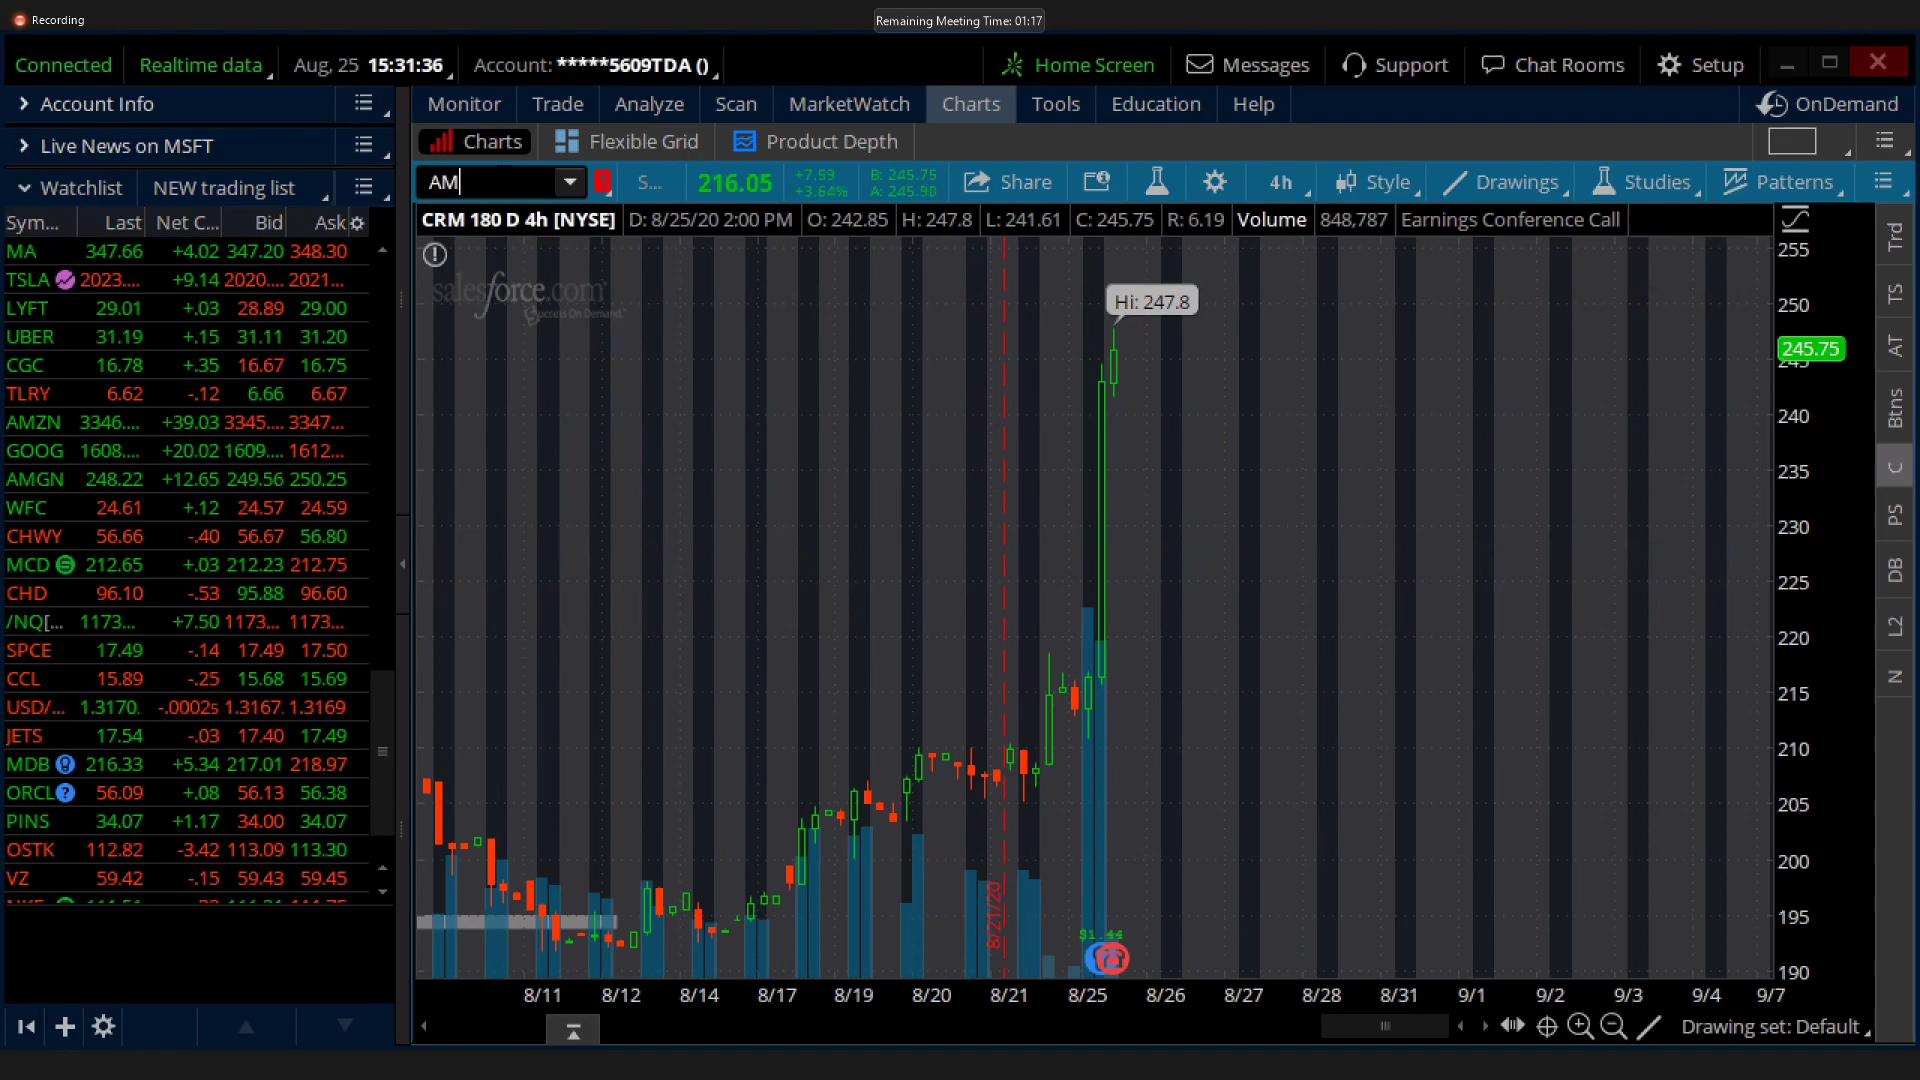 Recording
Remaining Meeting Time: 01:17
Connected Realtime data Aug, 25 15:31:36 Account: *****5609TDA () Home Screen Messages Support Chat Rooms Setup
Account Info
Monitor Trade Analyze Scan MarketWatch Charts Tools Education Help OnDemand
Live News on MSFT
Charts Flexible Grid Product Depth
Watchlist NEW trading list
AM S... 216.05 +7.59 +3.64% B: 245.75 A: 245.90 Share 4h Style Drawings Studies Patterns
Sym... Last Net C... Bid Ask
CRM 180 D 4h [NYSE] D: 8/25/20 2:00 PM O: 242.85 H: 247.8 L: 241.61 C: 245.75 R: 6.19 Volume 848,787 Earnings Conference Call
MA 347.66 +4.02 347.20 348.30
TSLA 2023.... +9.14 2020.... 2021...
LYFT 29.01 +.03 28.89 29.00
UBER 31.19 +.15 31.11 31.20
CGC 16.78 +.35 16.67 16.75
TLRY 6.62 -.12 6.66 6.67
AMZN 3346.... +39.03 3345.... 3347...
GOOG 1608.... +20.02 1609.... 1612...
AMGN 248.22 +12.65 249.56 250.25
WFC 24.61 +.12 24.57 24.59
CHWY 56.66 -.40 56.67 56.80
MCD 212.65 +.03 212.23 212.75
CHD 96.10 -.53 95.88 96.60
/NQ[... 1173... +7.50 1173... 1173...
SPCE 17.49 -.14 17.49 17.50
CCL 15.89 -.25 15.68 15.69
USD/... 1.3170. -.0002s 1.3167. 1.3169
JETS 17.54 -.03 17.40 17.49
MDB 216.33 +5.34 217.01 218.97
ORCL 56.09 +.08 56.13 56.38
PINS 34.07 +1.17 34.00 34.07
OSTK 112.82 -3.42 113.09 113.30
VZ 59.42 -.15 59.43 59.45
salesforce.com
Success On Demand.
Hi: 247.8
255
250
245.75
245
240
235
230
225
220
215
210
205
200
195
190
8/21/20
$1.44
8/11 8/12 8/14 8/17 8/19 8/20 8/21 8/25 8/26 8/27 8/28 8/31 9/1 9/2 9/3 9/4 9/7
Drawing set: Default
Trd
TS
AT
Btns
C
PS
DB
L2
N